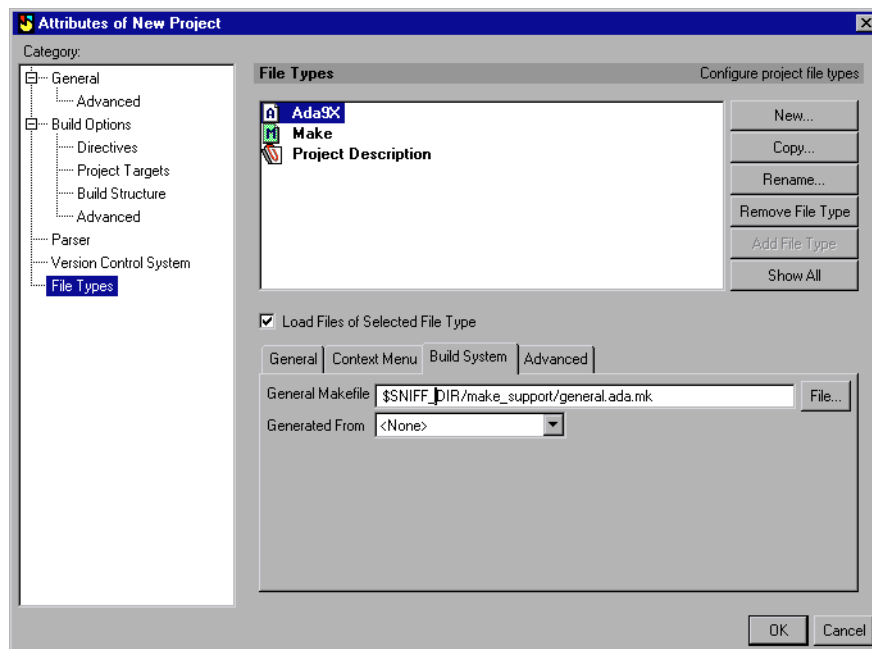 Attributes of New Project
Category:
General
Advanced
Build Options
Directives
Project Targets
Build Structure
Advanced
Parser
Version Control System
File Types
File Types
Configure project file types
Ada9X
Make
Project Description
New...
Copy...
Rename...
Remove File Type
Add File Type
Show All
Load Files of Selected File Type
General
Context Menu
Build System
Advanced
General Makefile
$SNIFF_DIR/make_support/general.ada.mk
File...
Generated From
<None>
OK
Cancel